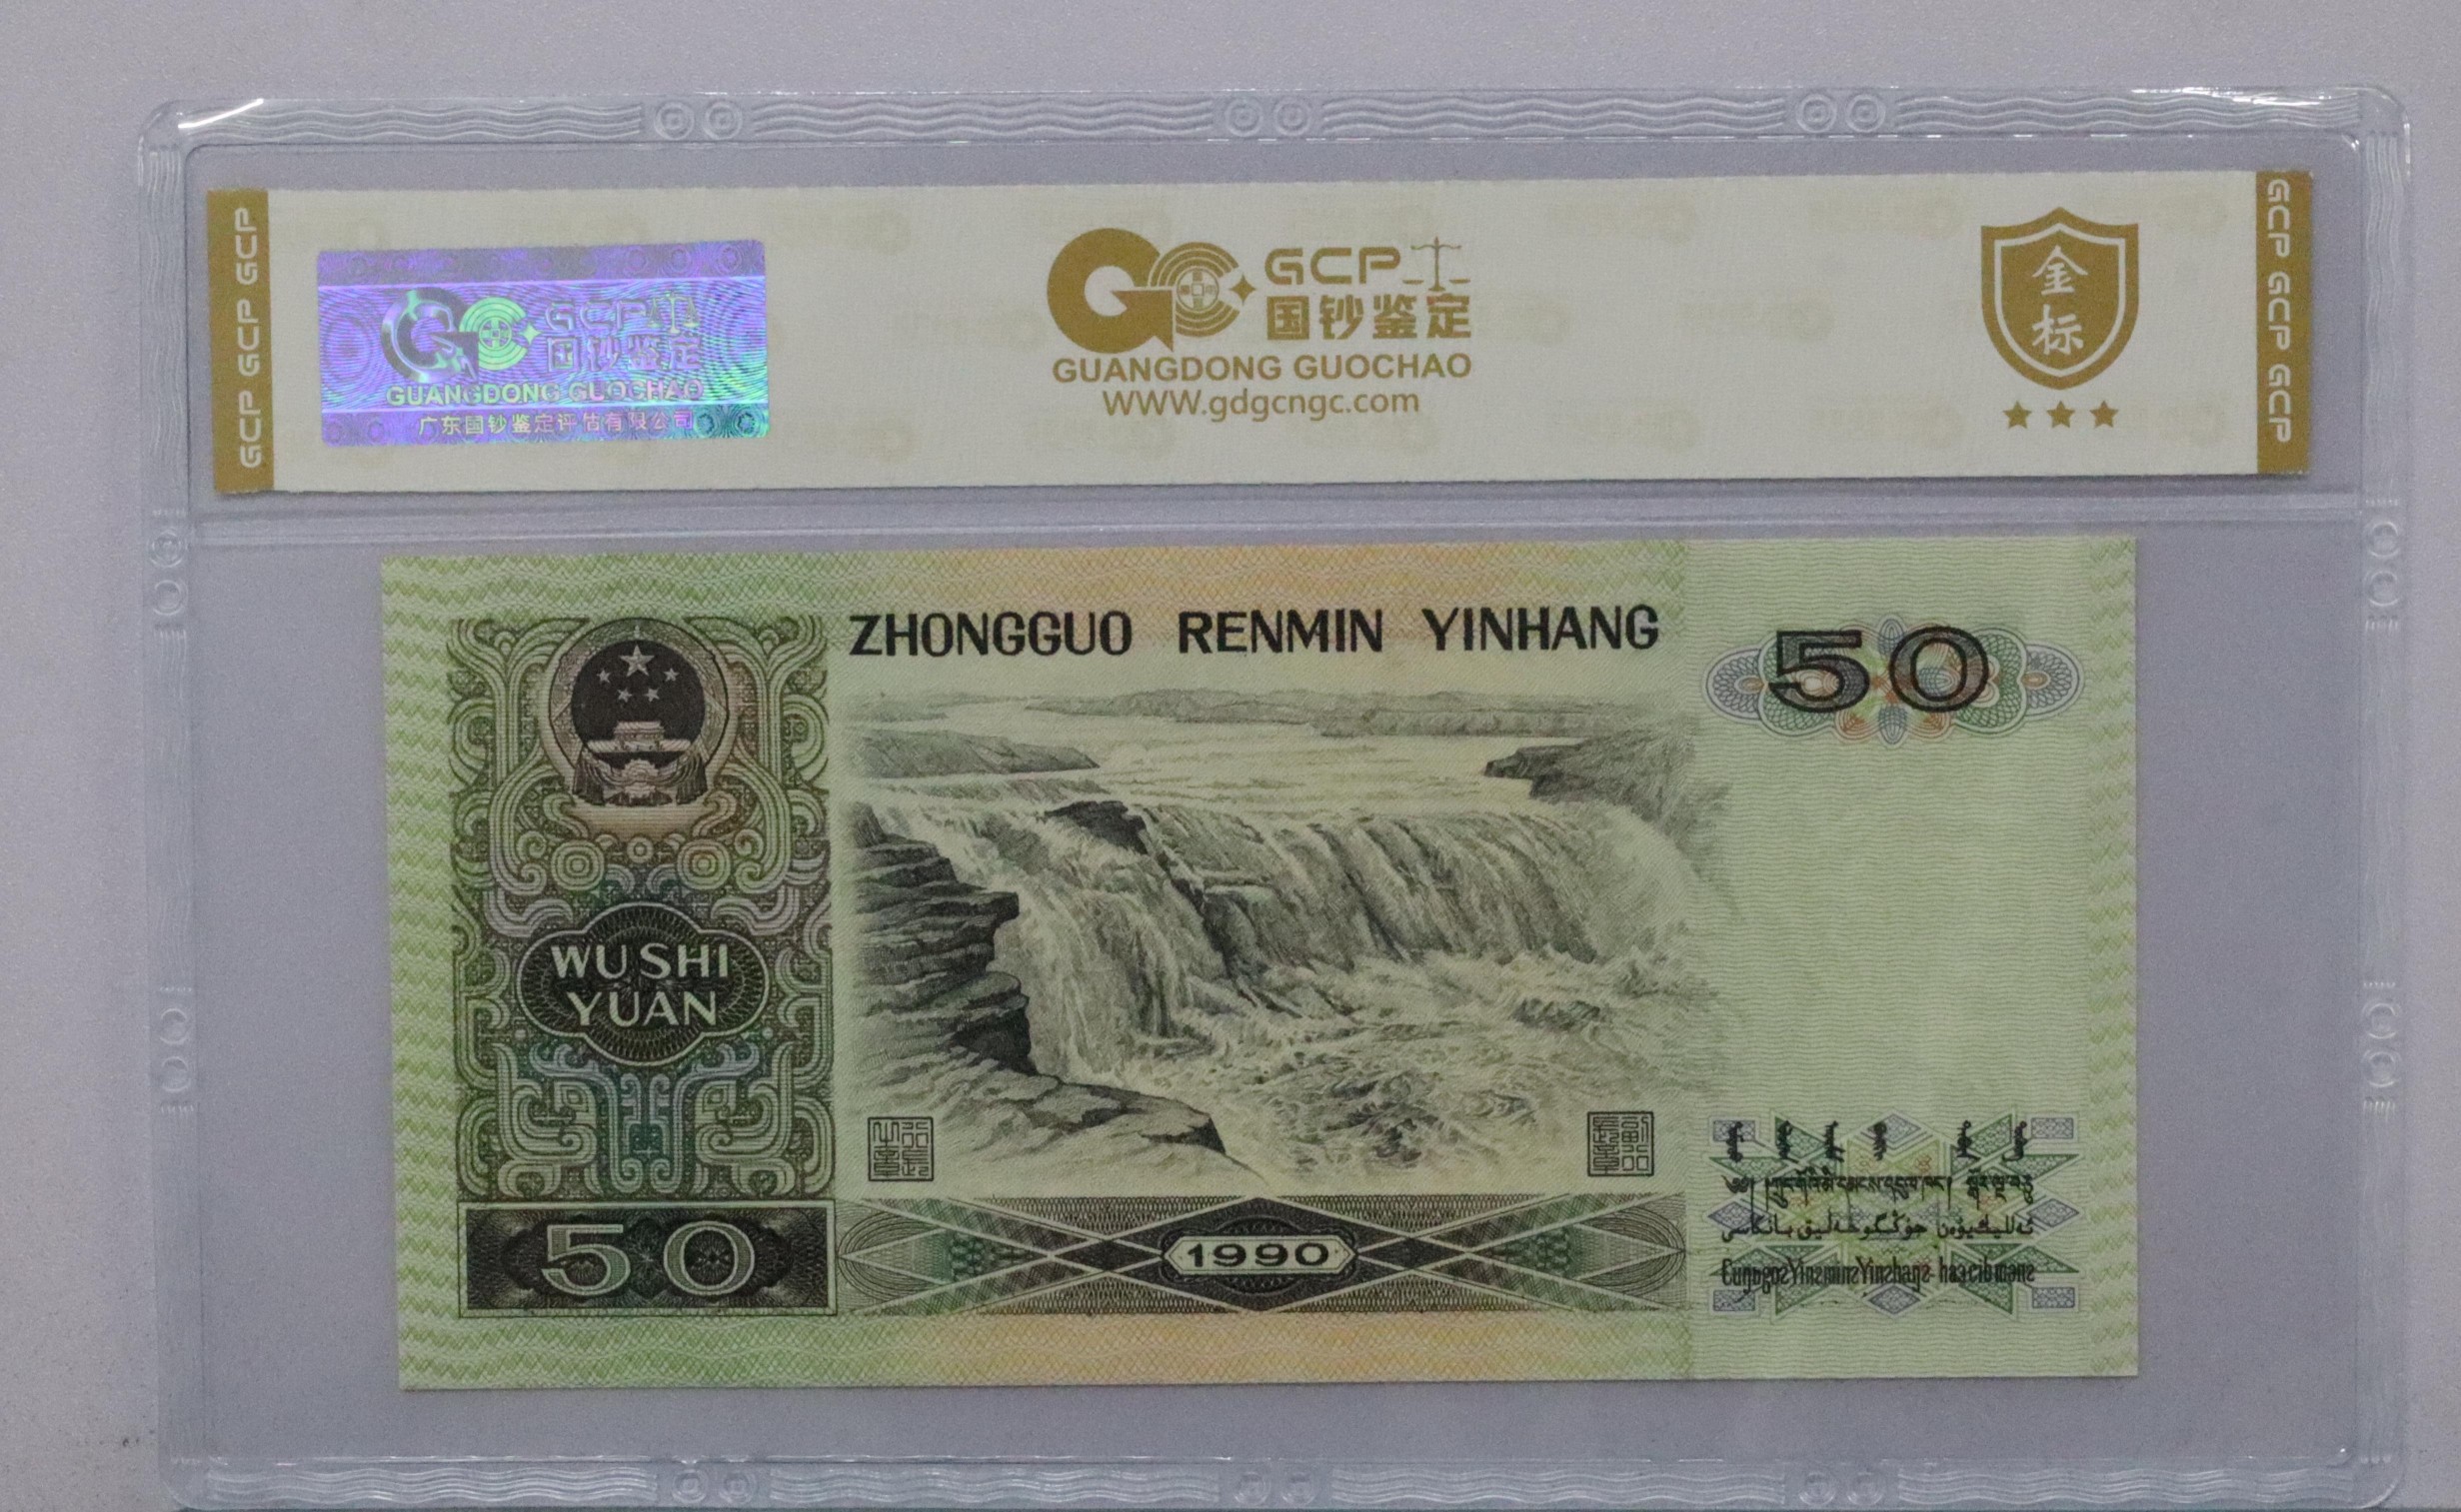 GCP GCP GCP
GCP
国钞鉴定
GUANGDONG GUOCHAO
广东国钞鉴定评估有限公司
GCP
国钞鉴定
GUANGDONG GUOCHAO
WWW.gdgcngc.com
金
标
GCP GCP GCP
ZHONGGUO RENMIN YINHANG
50
WU SHI
YUAN
50
1990